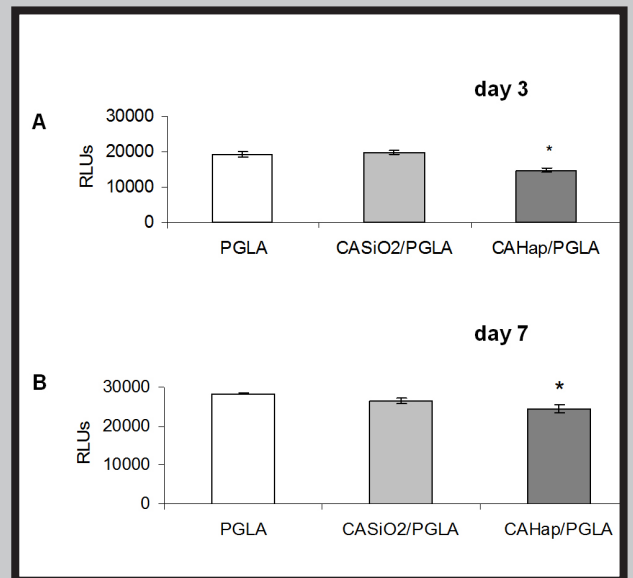 day 3
A
30000
20000
10000
0
RLUs
*
PGLA
CASiO2/PGLA
CAHap/PGLA
day 7
B
30000
20000
10000
0
RLUs
*
PGLA
CASiO2/PGLA
CAHap/PGLA